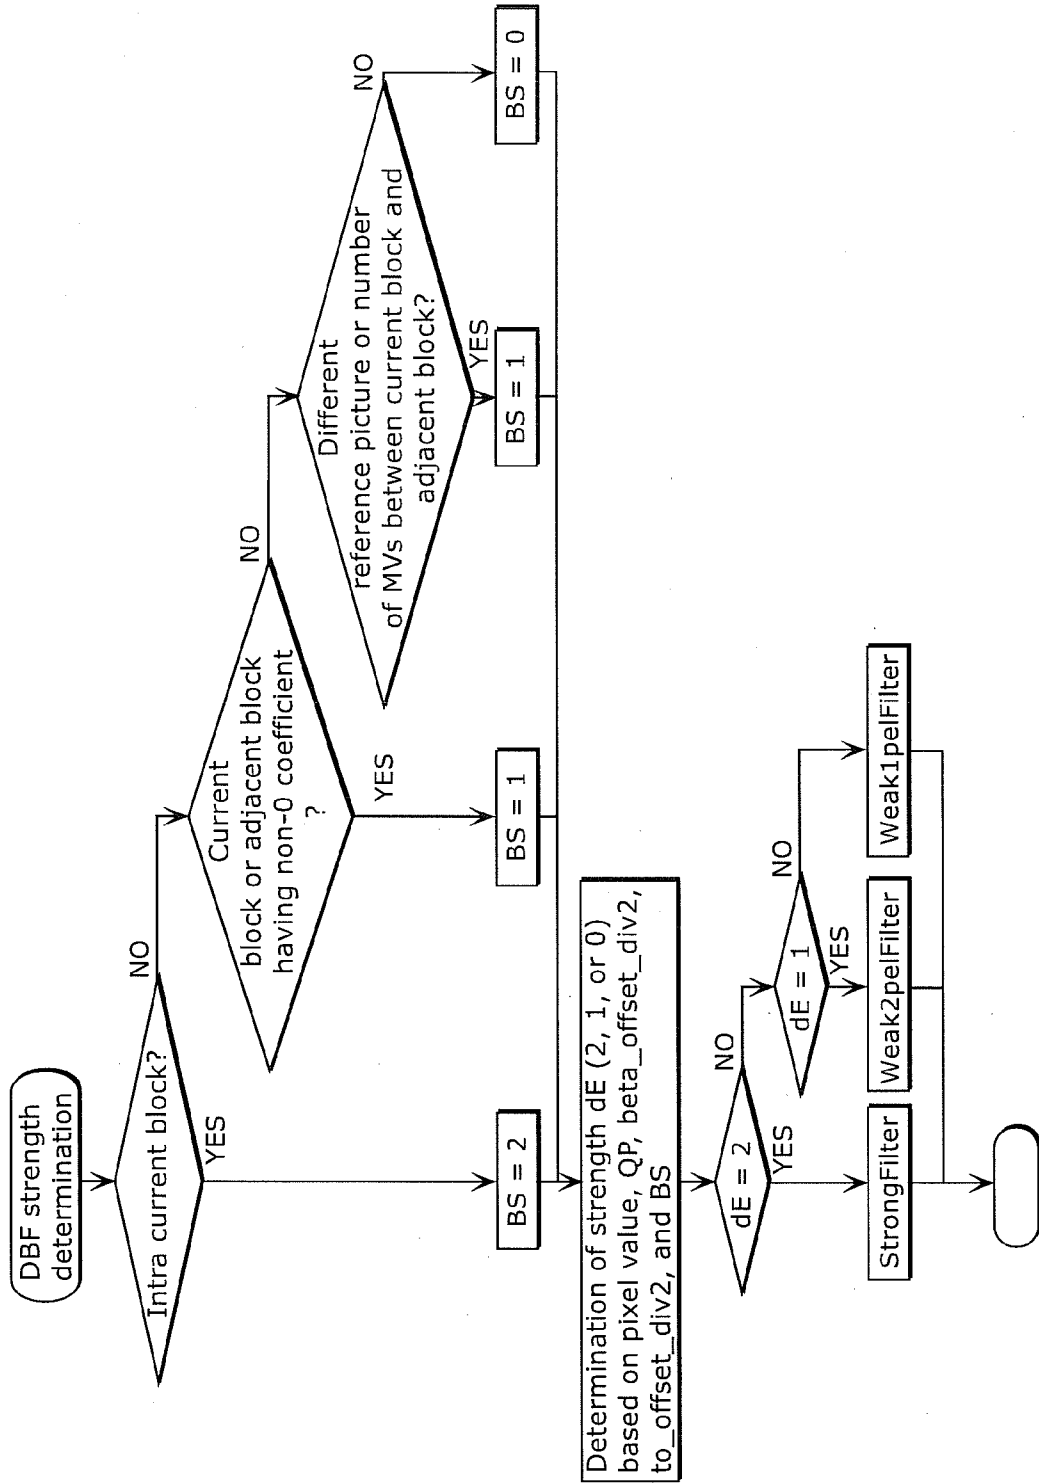 DBF strength
determination
Intra current block?
NO
YES
Current
block or adjacent block
having non-0 coefficient
?
NO
YES
Different
reference picture or number
of MVs between current block and
adjacent block?
NO
YES
BS = 2
BS = 1
BS = 1
BS = 0
Determination of strength dE (2, 1, or 0)
based on pixel value, QP, beta_offset_div2,
to_offset_div2, and BS
dE = 2
NO
YES
dE = 1
NO
YES
StrongFilter
Weak2pelFilter
Weak1pelFilter